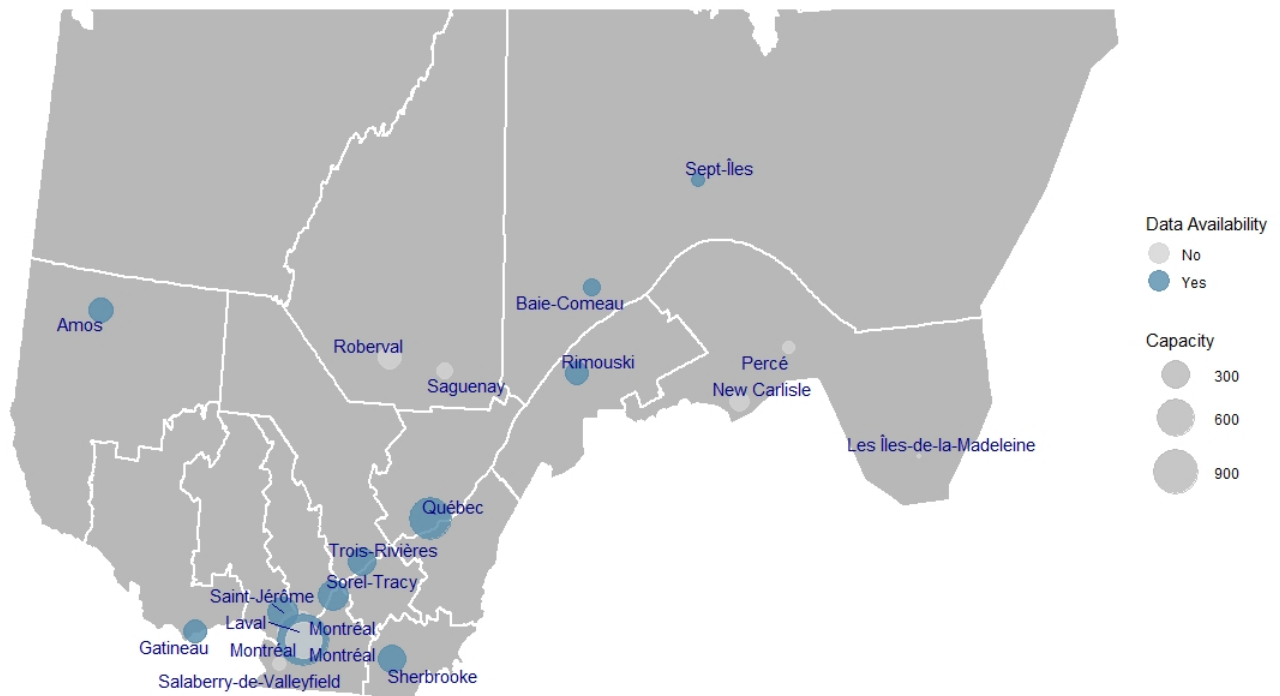 Sept-Îles
Data Availability
No
Yes
Baie-Comeau
Amos
Capacity
Roberval
Rimouski
Percé
300
Saguenay
New Carlisle
600
Les Îles-de-la-Madeleine
900
Québec
Trois-Rivières
Sorel-Tracy
Saint-Jérôme
Laval
Montréal
Gatineau
Montréal
Montréal
Sherbrooke
Salaberry-de-Valleyfield